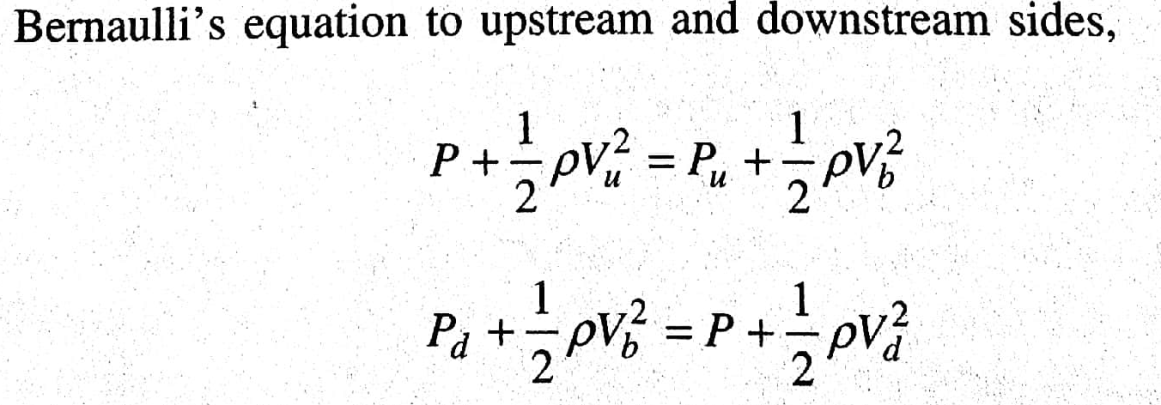 Bernaulli's equation to upstream and downstream sides,
P + 1/2 ρV_u^2 = P_u + 1/2 ρV_b^2
P_d + 1/2 ρV_b^2 = P + 1/2 ρV_d^2